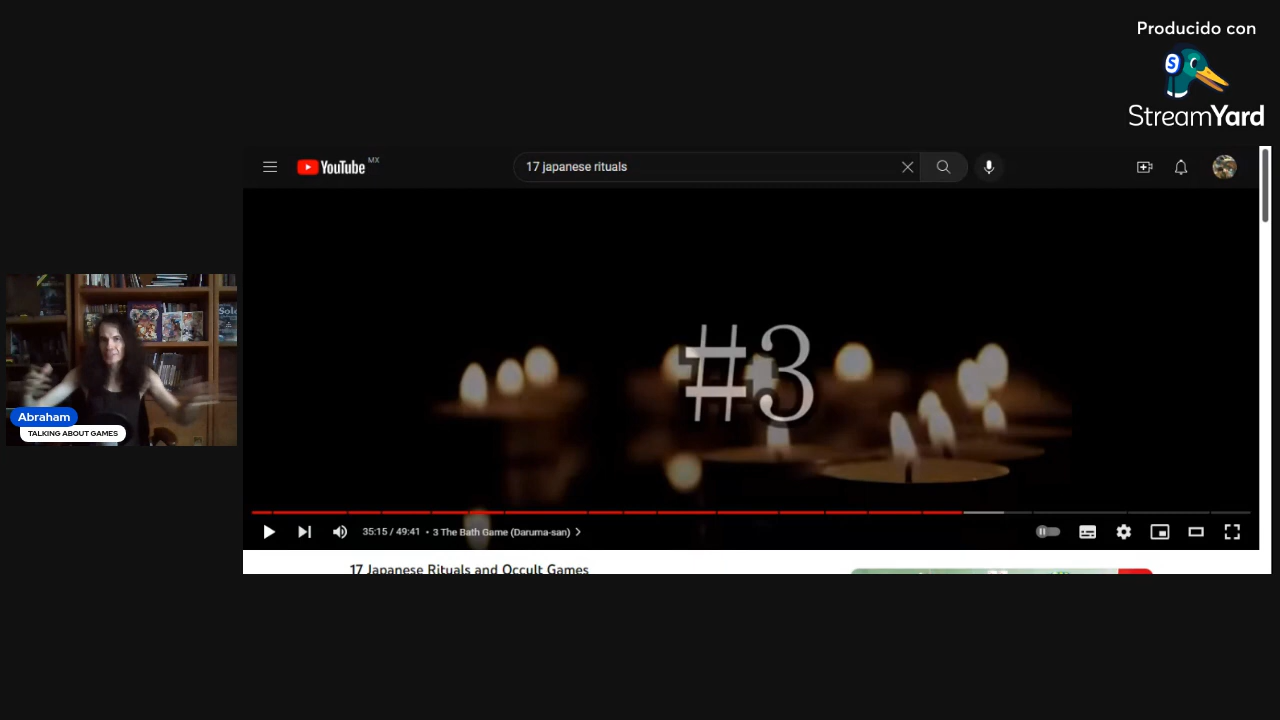 Producido con
S
StreamYard
YouTube MX
17 japanese rituals
#3
Solo
Abraham
TALKING ABOUT GAMES
35:15 / 49:41 • 3 The Bath Game (Daruma-san)
17 Japanese Rituals and Occult Games